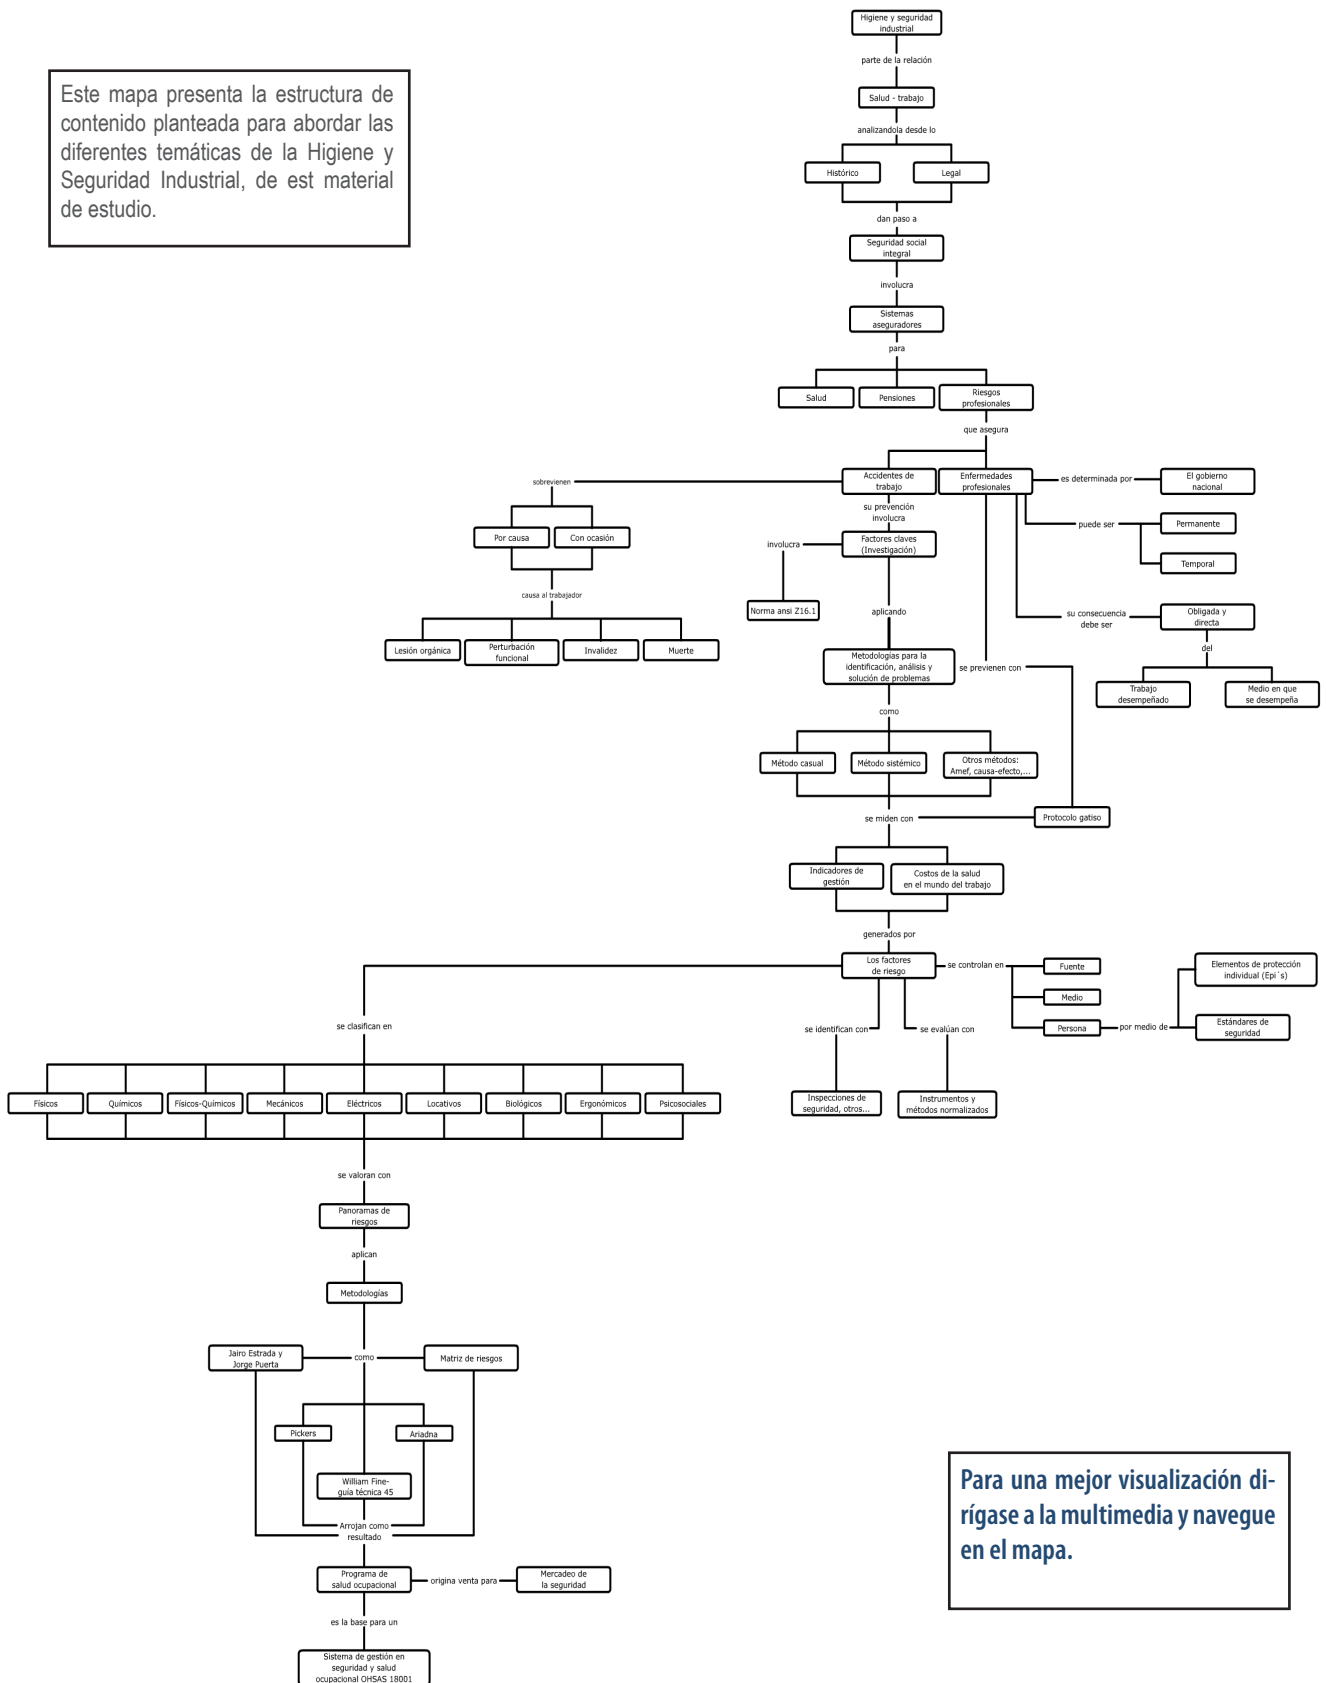 Este mapa presenta la estructura de
contenido planteada para abordar las
diferentes temáticas de la Higiene y
Seguridad Industrial, de est material
de estudio.
Higiene y seguridad
industrial
parte de la relación
Salud - trabajo
analizandola desde lo
Histórico
Legal
dan paso a
Seguridad social
integral
involucra
Sistemas
aseguradores
para
Salud
Pensiones
Riesgos
profesionales
que asegura
sobrevienen
Accidentes de
trabajo
Enfermedades
profesionales
es determinada por
El gobierno
nacional
su prevención
involucra
puede ser
Permanente
Temporal
Por causa
Con ocasión
involucra
Factores claves
(Investigación)
causa al trabajador
Norma ansi Z16.1
aplicando
su consecuencia
debe ser
Obligada y
directa
del
Lesión orgánica
Perturbación
funcional
Invalidez
Muerte
Metodologías para la
identificación, análisis y
solución de problemas
se previenen con
Trabajo
desempeñado
Medio en que
se desempeña
como
Método casual
Método sistémico
Otros métodos:
Amef, causa-efecto,...
se miden con
Protocolo gatiso
Indicadores de
gestión
Costos de la salud
en el mundo del trabajo
generados por
Los factores
de riesgo
se controlan en
Fuente
Medio
Persona
por medo de
Elementos de protección
individual (Epi´s)
Estándares de
seguridad
se clasifican en
se identifican con
se evalúan con
Inspecciones de
seguridad, otros...
Instrumentos y
métodos normalizados
Físicos
Químicos
Físicos-Químicos
Mecánicos
Eléctricos
Locativos
Biológicos
Ergonómicos
Psicosociales
se valoran con
Panoramas de
riesgos
aplican
Metodologías
Jairo Estrada y
Jorge Puerta
como
Matriz de riesgos
Pickers
Ariadna
William Fine-
guía técnica 45
Arrojan como
resultado
Programa de
salud ocupacional
origina venta para
Mercadeo de
la seguridad
es la base para un
Sistema de gestión en
seguridad y salud
ocupacional OHSAS 18001
Para una mejor visualización di-
rígase a la multimedia y navegue
en el mapa.